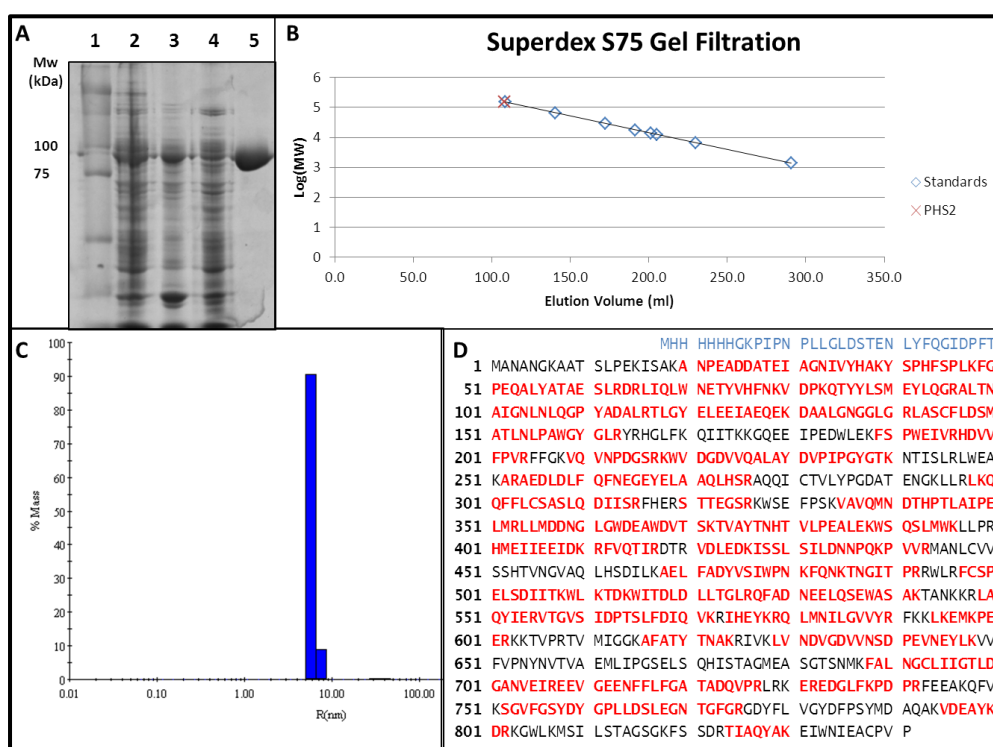 A
1 2 3 4 5
Mw
(kDa)
100
75
B
Superdex S75 Gel Filtration
Log(MW)
6
5
4
3
2
1
0
0.0 50.0 100.0 150.0 200.0 250.0 300.0 350.0
Elution Volume (ml)
Standards
PHS2
C
% Mass
100
90
80
70
60
50
40
30
20
10
0
0.01 0.10 1.00 10.00 100.00
R(nm)
D
MHH HHHHGKPIPN PLLGLDSTEN LYFQGIDPFT
1 MANANGKAAT SLPEKISAKA NPEADDATEI AGNIVYHAKY SPHFSPLKFG
51 PEQALYATAE SLRDRLIQLW NETYVHFNKV DPKQTYYLSM EYLQGRALTN
101 AIGNLNLQGP YADALRTLGY ELEEIAEQEK DAALGNGGLG RLASCFLDSM
151 ATLNLPAWGY GLRYRHGLFK QIITKKGQEE IPEDWLEKFS PWEIVRHDVV
201 FPVRFFGKVQ VNPDGSRKWV DGDVVQALAY DVPIPGYGTK NTISLRLWEA
251 KARAEDLDLF QFNEGEYELA AQLHSRAQQI CTVLYPGDAT ENGKLLRLKQ
301 QFFLCSASLQ DIISRFHERS TTEGSRKWSE FPSKVAVQMN DTHPTLAIPE
351 LMRLLMDDNG LGWDEAWDVT SKTVAYTNHT VLPEALEKWS QSLMWKLLPR
401 HMEIIEEIDK RFVQTIRDTR VDLEDKISSL SILDNNPQKP VVRMANLCVV
451 SSHTVNGVAQ LHSDILKAEL FADYVSIWPN KFQNKTNGIT PRRWLRFCSP
501 ELSDIITKWL KTDKWITDLD LLTGLRQFAD NEELQSEWAS AKTANKKRLA
551 QYIERVTGVS IDPTSLFDIQ VKRIHEYKRQ LMNILGVVYR FKKLKEMKPE
601 ERKKTVPRTV MIGGKAFATY TNAKRIVKLV NDVGDVVNSD PEVNEYLKVV
651 FVPNYNVTVA EMLIPGSELS QHISTAGMEA SGTSNMKFAL NGCLIIGTLD
701 GANVEIREEV GEENFFLFGA TADQVPRLRK EREDGLFKPD PRFEEAKQFV
751 KSGVFGSYDY GPLLDSLEGN TGFGRGDYFL VGYDFPSYMD AQAKVDEAYK
801 DRKGWLKMSI LSTAGSGKFS SDRTIAQYAK EIWNIEACPV P